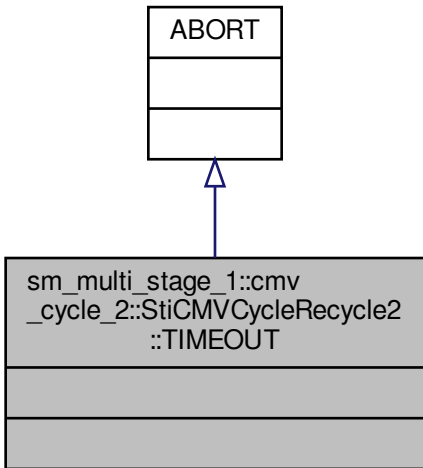 ABORT
sm_multi_stage_1::cmv
_cycle_2::StiCMVCycleRecycle2
::TIMEOUT